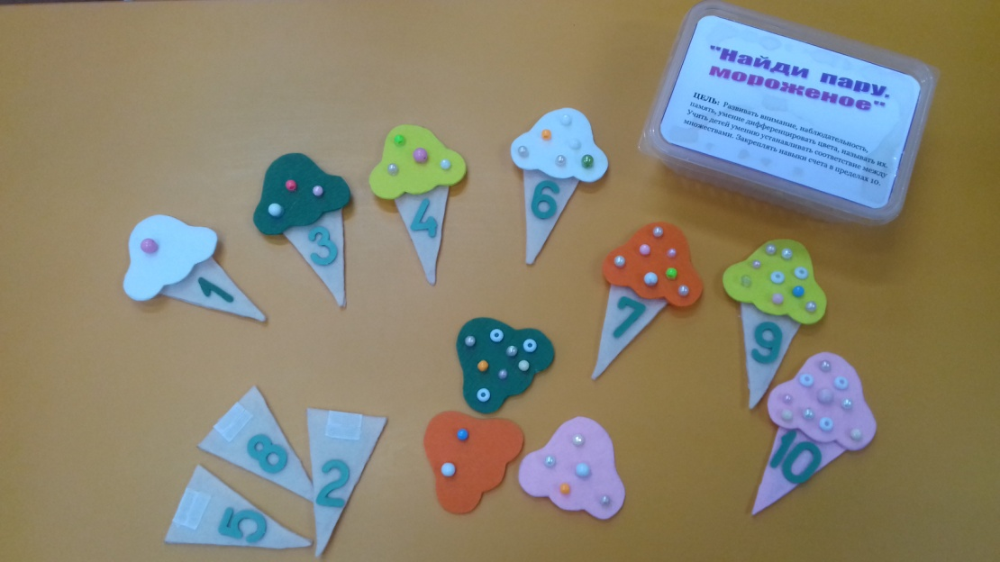 "Найди пару.
мороженое"
ЦЕЛЬ: Развивать внимание, наблюдательность,
память, умение дифференцировать цвета, называть их.
Учить детей умению устанавливать соответствие между
множествами. Закреплять навыки счета в пределах 10.
1
3
4
6
7
9
10
8
2
5